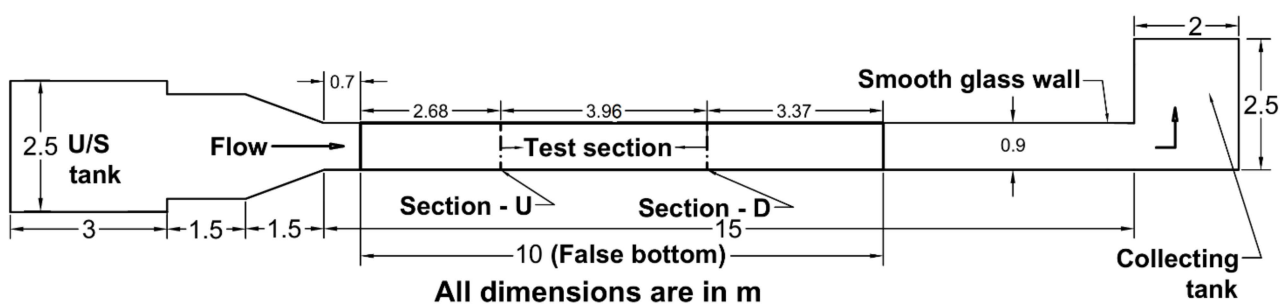 2
0.7
Smooth glass wall
2.68
3.96
3.37
2.5
2.5
U/S
tank
Flow
Test section
0.9
Section - U
Section - D
3
1.5
1.5
15
10 (False bottom)
Collecting
tank
All dimensions are in m